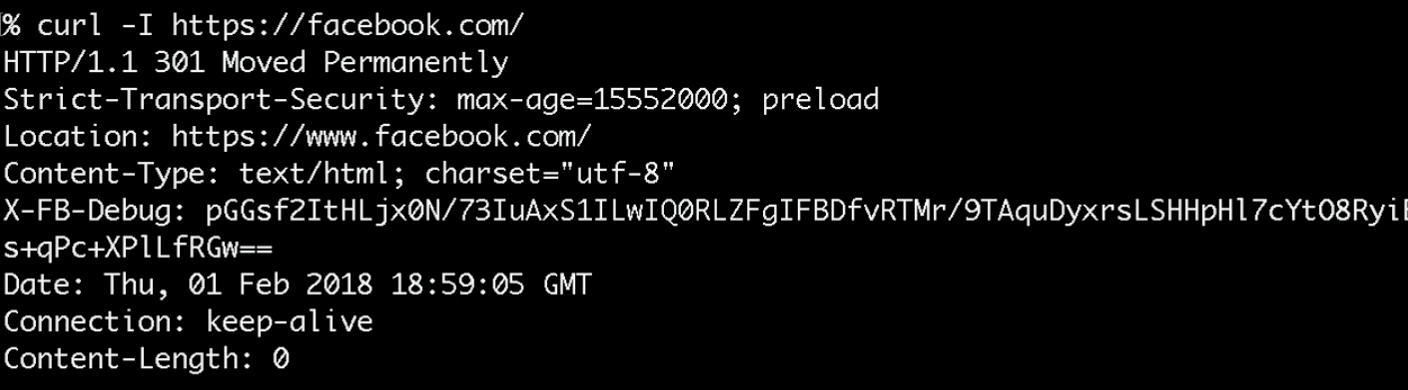 % curl -I https://facebook.com/
HTTP/1.1 301 Moved Permanently
Strict-Transport-Security: max-age=15552000; preload
Location: https://www.facebook.com/
Content-Type: text/html; charset="utf-8"
X-FB-Debug: pGGsf2ItHLjx0N/73IuAxS1ILwIQ0RLZFgIFBDfvRTMr/9TAquDyxrsLSHHpHl7cYtO8Ryi
s+qPc+XPlLfRGw==
Date: Thu, 01 Feb 2018 18:59:05 GMT
Connection: keep-alive
Content-Length: 0